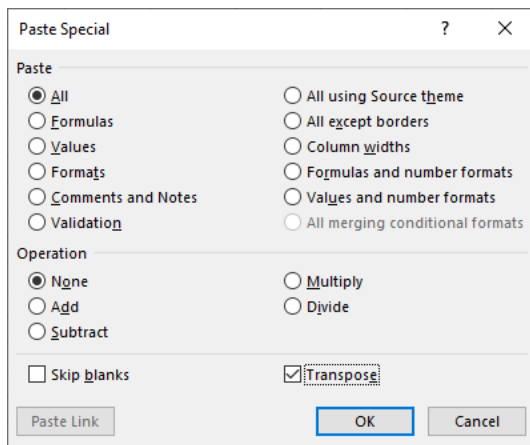 Paste Special ?
Paste
All
Formulas
Values
Formats
Comments and Notes
Validation
All using Source theme
All except borders
Column widths
Formulas and number formats
Values and number formats
All merging conditional formats
Operation
None
Add
Subtract
Multiply
Divide
Skip blanks
Transpose
Paste Link
OK
Cancel